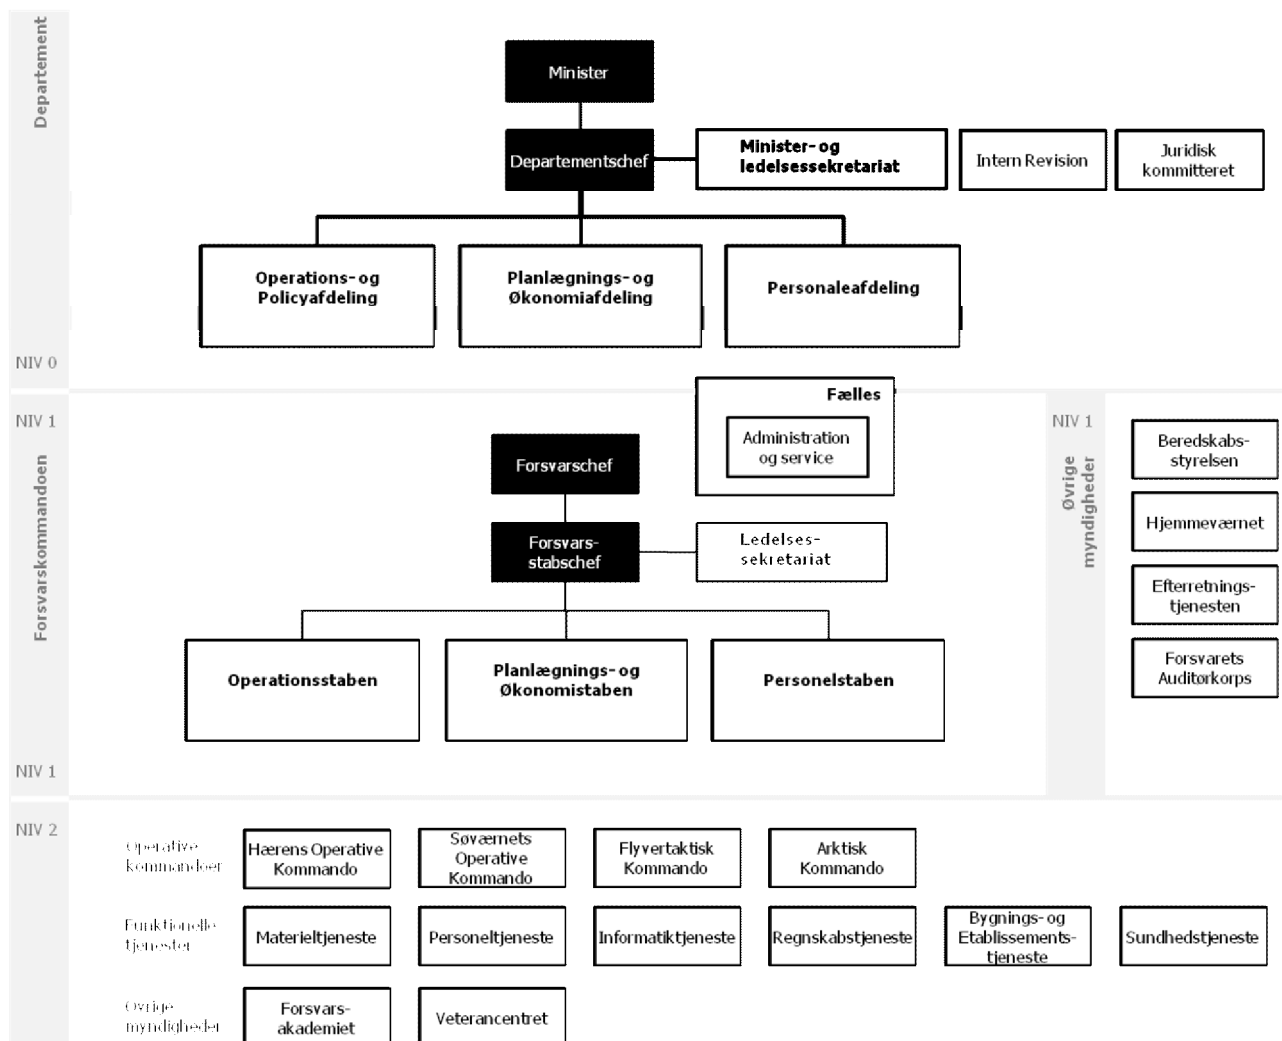 Departement
Minister
Departementschef
Minister- og
ledelsessekretariat
Intern Revision
Juridisk
kommitteret
Operations- og
Policyafdeling
Planlægnings- og
Økonomiafdeling
Personaleafdeling
NIV 0
NIV 1
Forsvarskommandoen
Fælles
Administration
og service
Forsvarschef
Forsvars-
stabschef
Ledelses-
sekretariat
Operationsstaben
Planlægnings- og
Økonomistaben
Personelstaben
NIV 1
NIV 1
Øvrige
myndigheder
Beredskabs-
styrelsen
Hjemmeværnet
Efterretnings-
tjenesten
Forsvarets
Auditørkorps
NIV 2
Operative
kommandoer
Hærens Operative
Kommando
Søværnets
Operative
Kommando
Flyvertaktisk
Kommando
Arktisk
Kommando
Funktionelle
tjenester
Materieltjeneste
Personeltjeneste
Informatiktjeneste
Regnskabstjeneste
Bygnings- og
Etablissements-
tjeneste
Sundhedstjeneste
Øvrige
myndigheder
Forsvars-
akademiet
Veterancentret